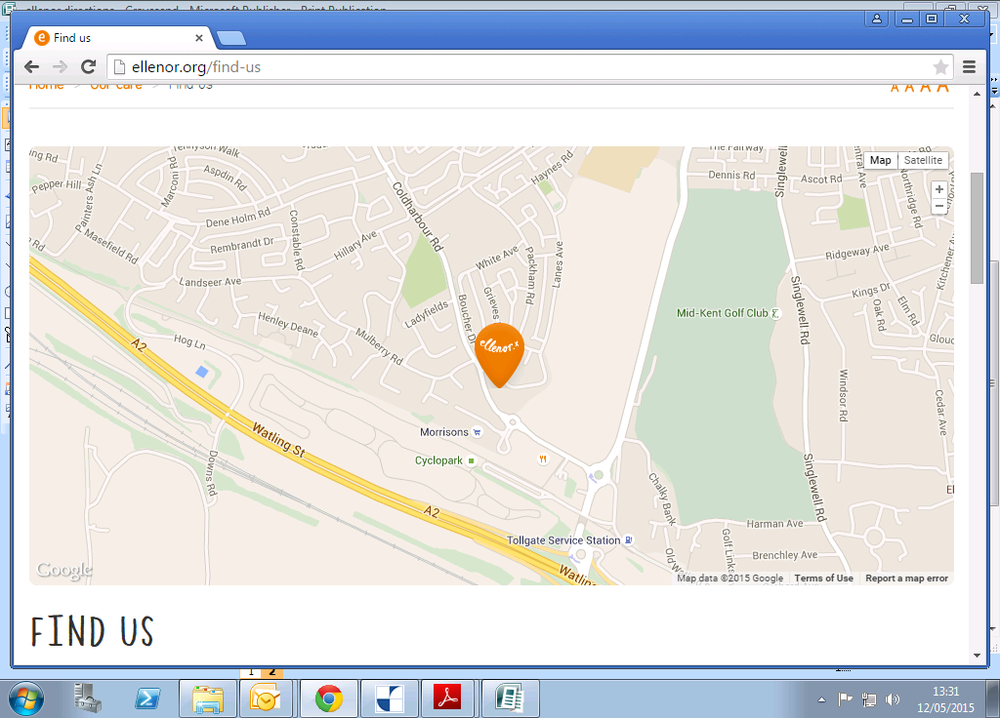 ellenor directions - Gravesend - Microsoft Publisher - Print Publication
Find us
ellenor.org/find-us
Home > Our care > Find us
A A A A
Map Satellite
+
−
Tennyson Walk
The Fairway
Dennis Rd
Ascot Rd
Haynes Rd
Singlewell
Northridge Rd
Pepper Hill
Painters Ash Ln
Marconi Rd
Aspdin Rd
Coldharbour Rd
Dene Holm Rd
Constable Rd
Masefield Rd
Rembrandt Dr
Hillary Ave
White Ave
Packham Rd
Lanes Ave
Ridgeway Ave
Kitchener Ave
Landseer Ave
Kings Dr
Oak Rd
Elm Rd
Singlewell Rd
Ladyfields
Boucher Dr
Grieves
Mid-Kent Golf Club
Henley Deane
Mulberry Rd
Hog Ln
A2
ellenor.x
Windsor Rd
Cedar Ave
Watling St
Morrisons
Cyclopark
Downs Rd
Singlewell Rd
Chalky Bank
A2
Harman Ave
Tollgate Service Station
Golf Links
Brenchley Ave
Watling
Google
Map data ©2015 Google Terms of Use Report a map error
FIND US
1 2
13:31
12/05/2015